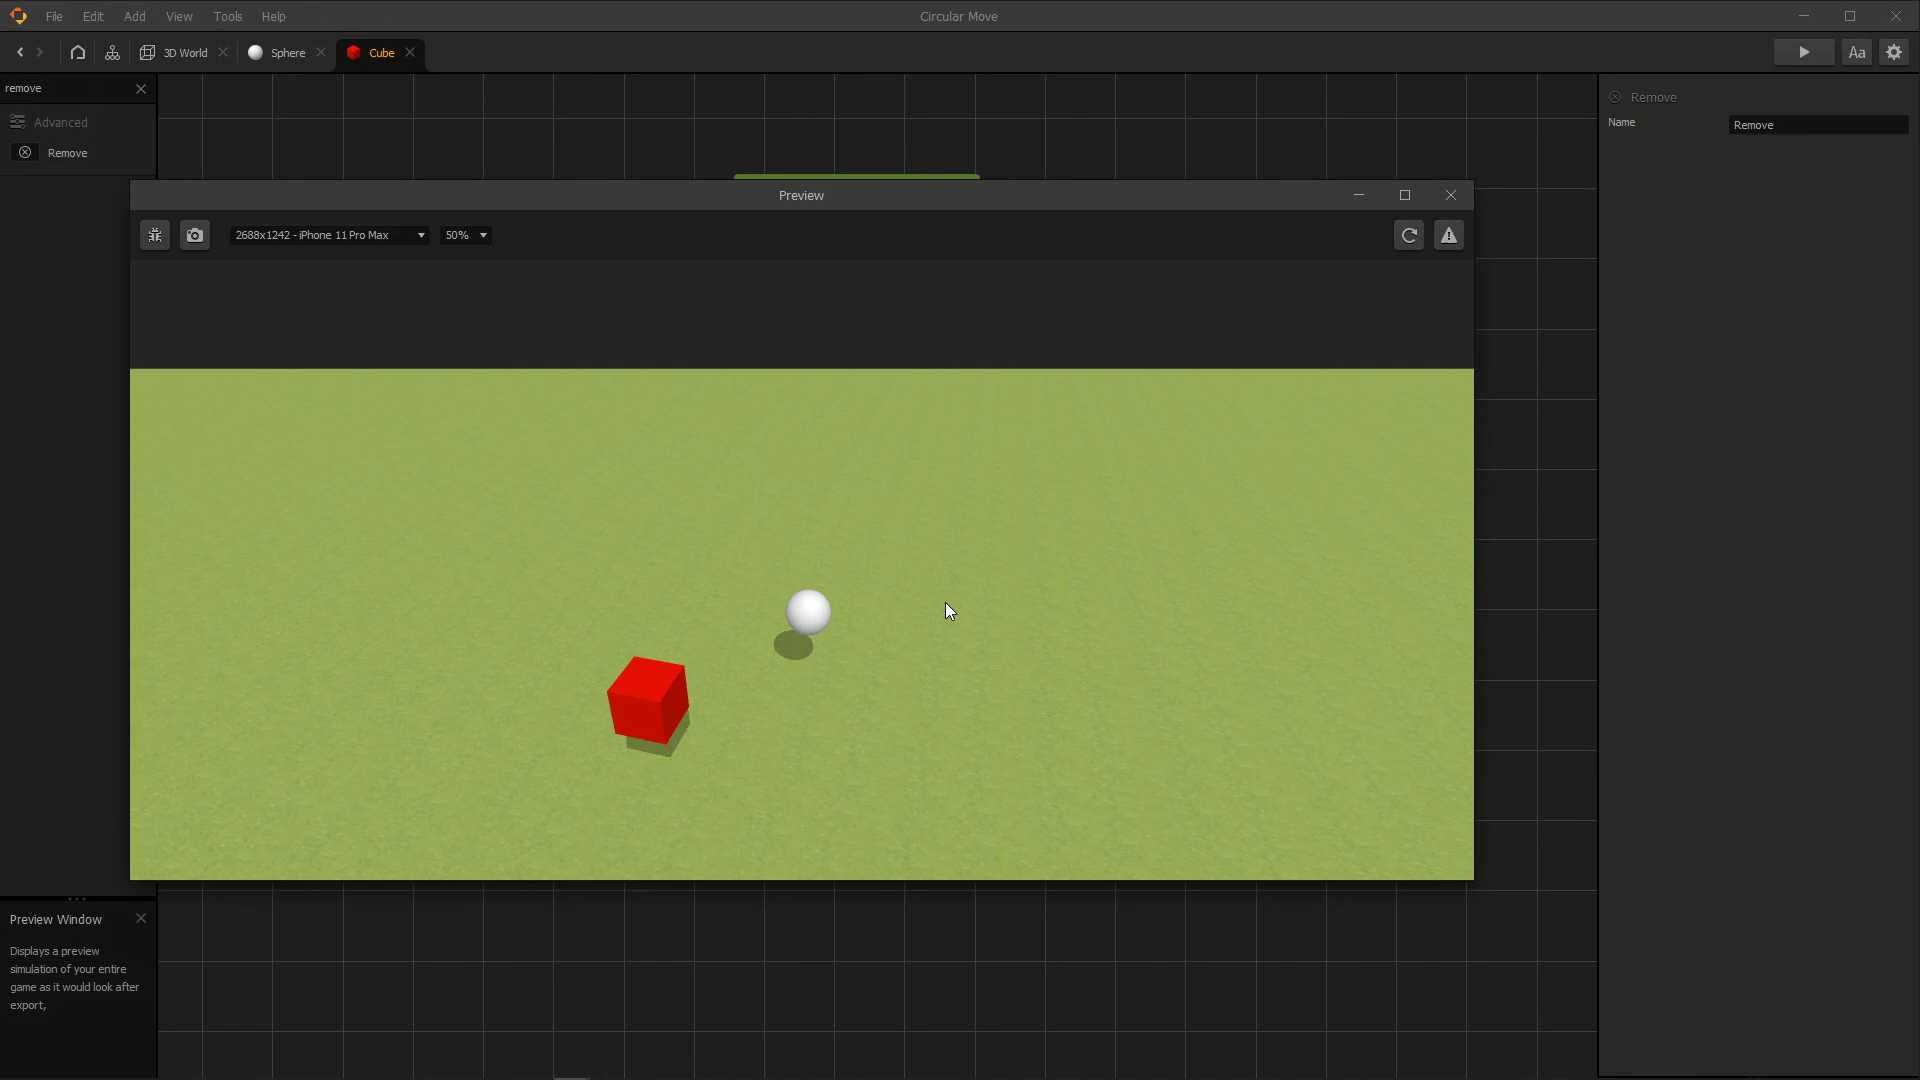 File Edit Add View Tools Help
Circular Move
3D World
Sphere
Cube
Aa
remove
Advanced
Remove
Remove
Name
Remove
Preview
2688x1242 - iPhone 11 Pro Max
50%
Preview Window
Displays a preview
simulation of your entire
game as it would look after
export,